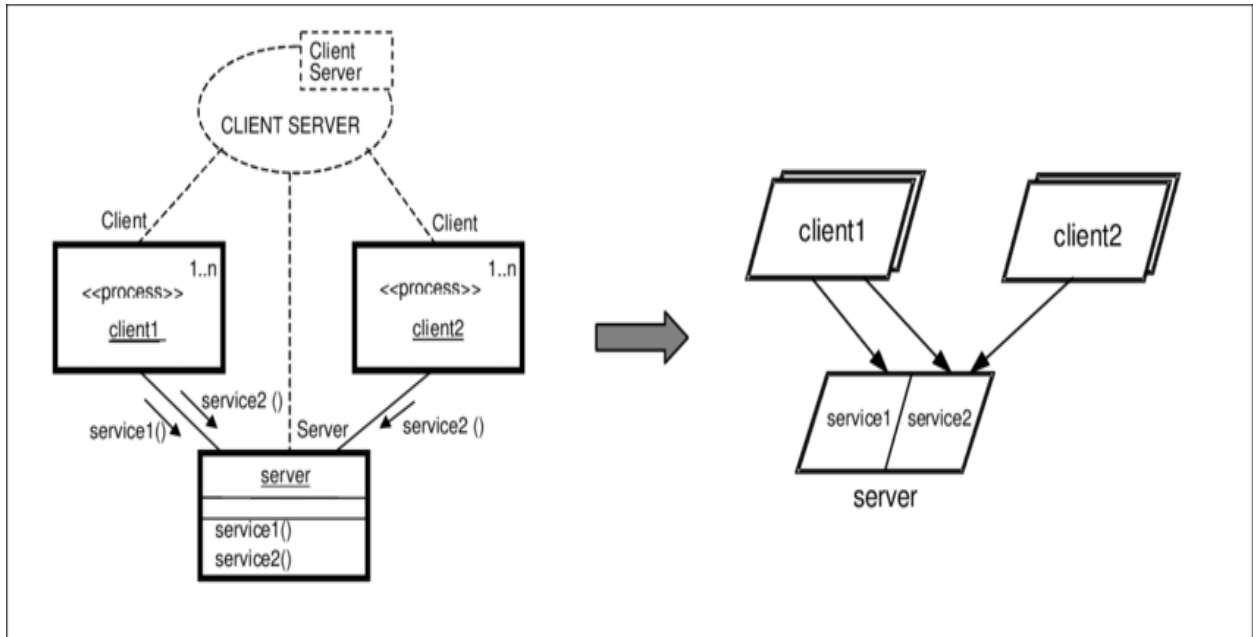 Client
Server
CLIENT SERVER
Client
Client
1..n
<<process>>
client1
1..n
<<process>>
client2
service2 ()
service1()
Server
service2 ()
server
service1()
service2()
client1
client2
service1
service2
server